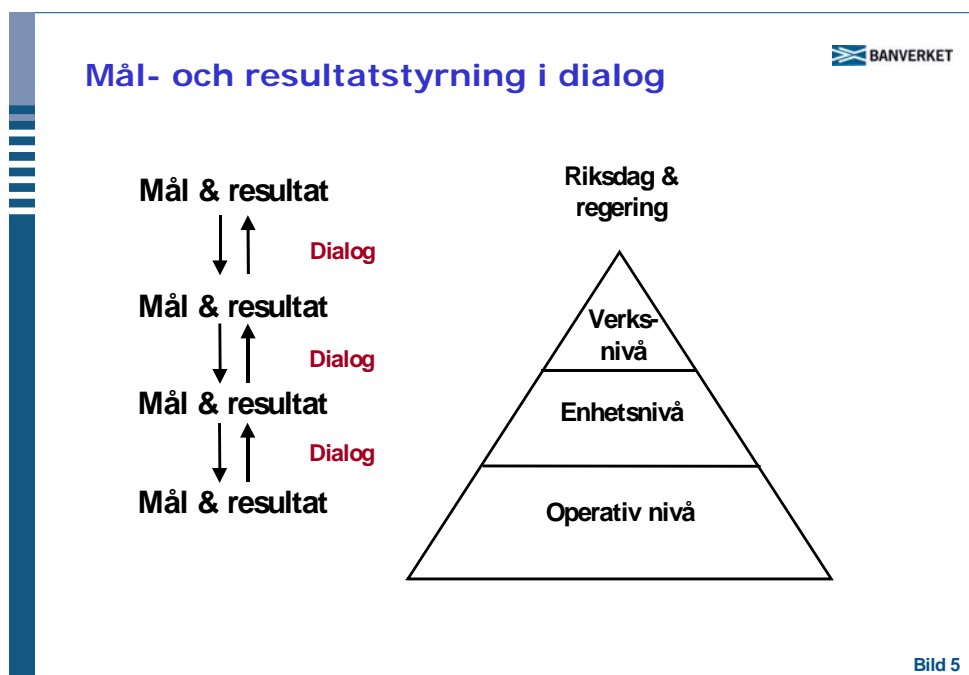 BANVERKET
Mål- och resultatstyrning i dialog
Mål & resultat
Dialog
Mål & resultat
Dialog
Mål & resultat
Dialog
Mål & resultat
Riksdag &
regering
Verks-
nivå
Enhetsnivå
Operativ nivå
Bild 5